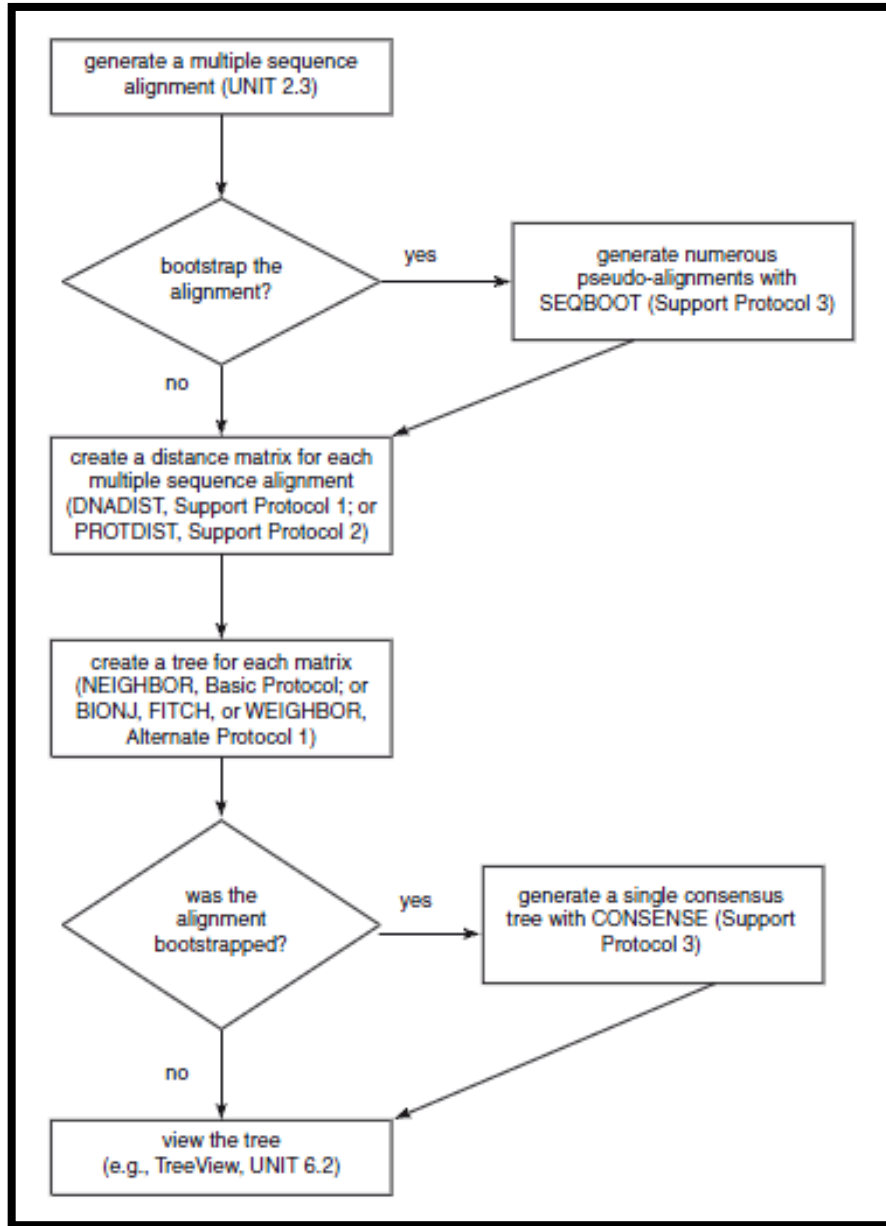 generate a multiple sequence
alignment (UNIT 2.3)
bootstrap the
alignment?
yes
generate numerous
pseudo-alignments with
SEQBOOT (Support Protocol 3)
no
create a distance matrix for each
multiple sequence alignment
(DNADIST, Support Protocol 1; or
PROTDIST, Support Protocol 2)
create a tree for each matrix
(NEIGHBOR, Basic Protocol; or
BIONJ, FITCH, or WEIGHBOR,
Alternate Protocol 1)
was the
alignment
bootstrapped?
yes
generate a single consensus
tree with CONSENSE (Support
Protocol 3)
no
view the tree
(e.g., TreeView, UNIT 6.2)